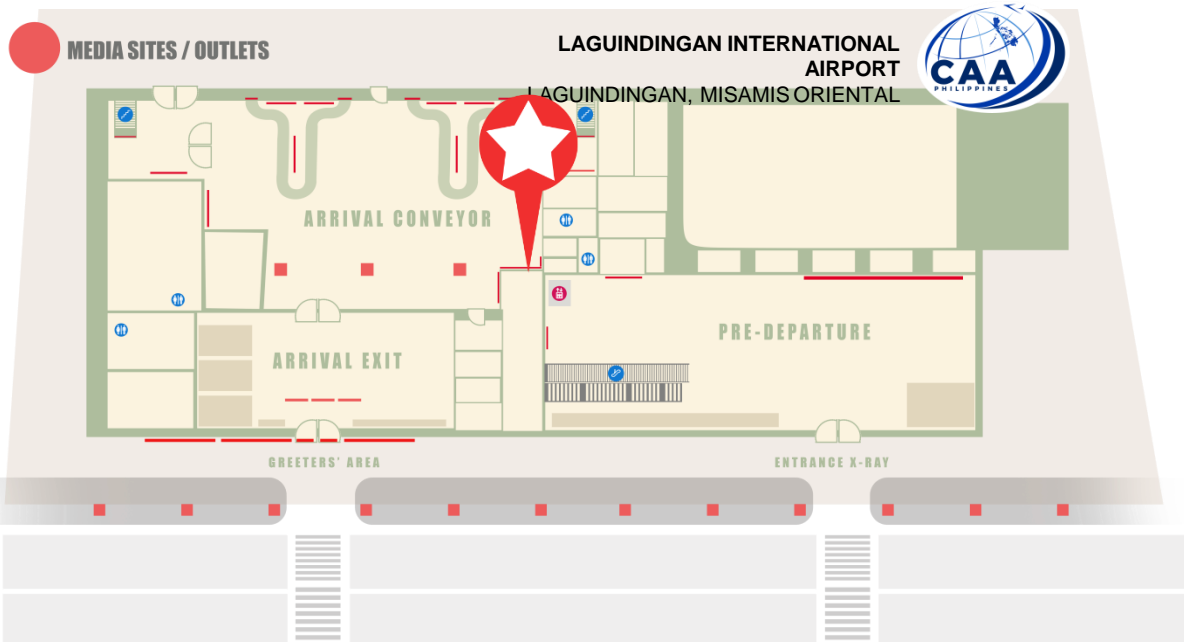 MEDIA SITES / OUTLETS
LAGUINDINGAN INTERNATIONAL
AIRPORT
LAGUINDINGAN, MISAMIS ORIENTAL
CAA
PHILIPPINES
ARRIVAL CONVEYOR
PRE-DEPARTURE
ARRIVAL EXIT
GREETERS' AREA
ENTRANCE X-RAY